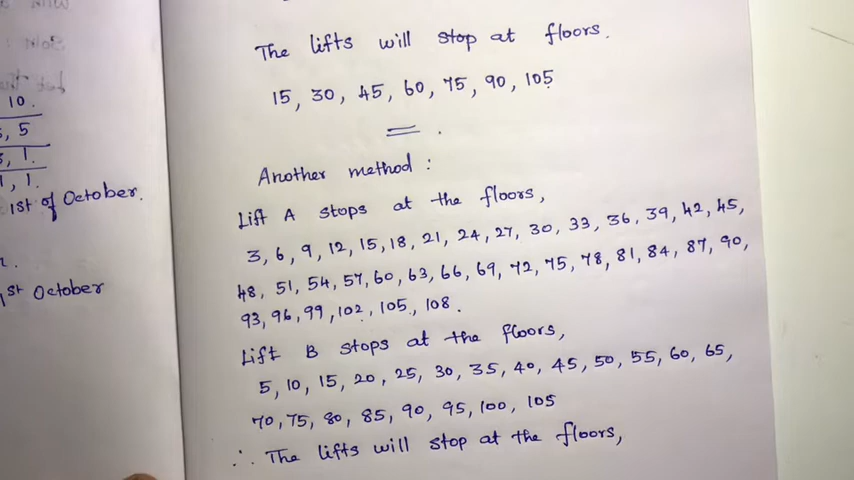 10.
5, 5
3, 1.
1, 1.
1st of October.
1st October
The lifts will stop at floors.
15, 30, 45, 60, 75, 90, 105
Another method :
Lift A stops at the floors,
3, 6, 9, 12, 15, 18, 21, 24, 27, 30, 33, 36, 39, 42, 45,
48, 51, 54, 57, 60, 63, 66, 69, 72, 75, 78, 81, 84, 87, 90,
93, 96, 99, 102, 105, 108.
Lift B stops at the floors,
5, 10, 15, 20, 25, 30, 35, 40, 45, 50, 55, 60, 65,
70, 75, 80, 85, 90, 95, 100, 105
∴ The lifts will stop at the floors,